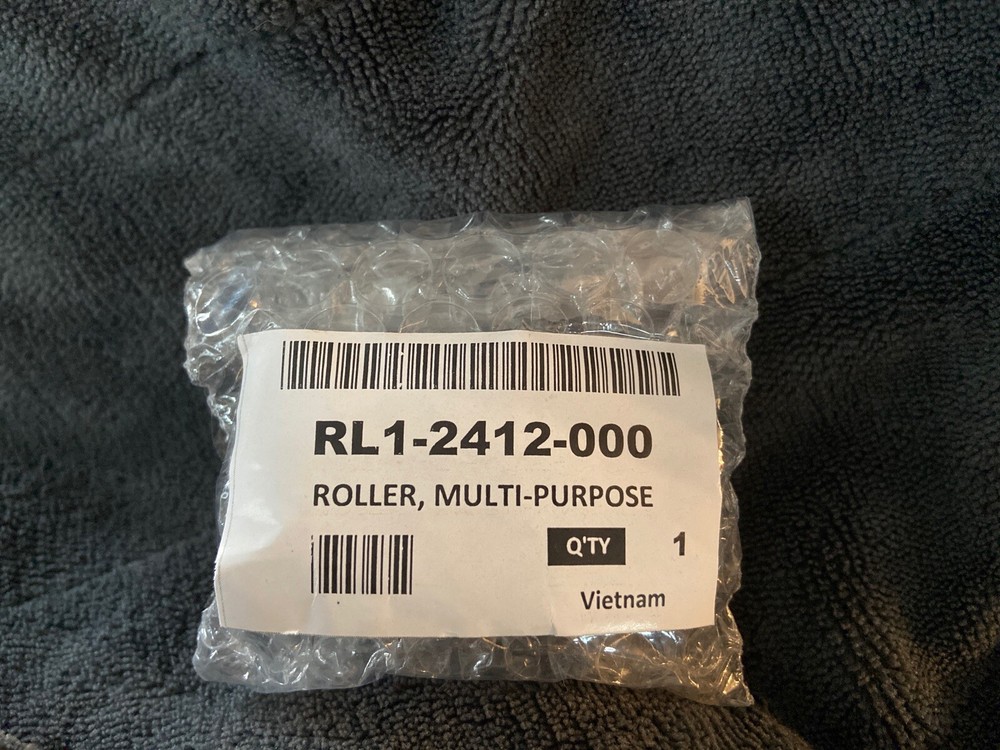 RL1-2412-000
ROLLER, MULTI-PURPOSE
Q'TY 1
Vietnam